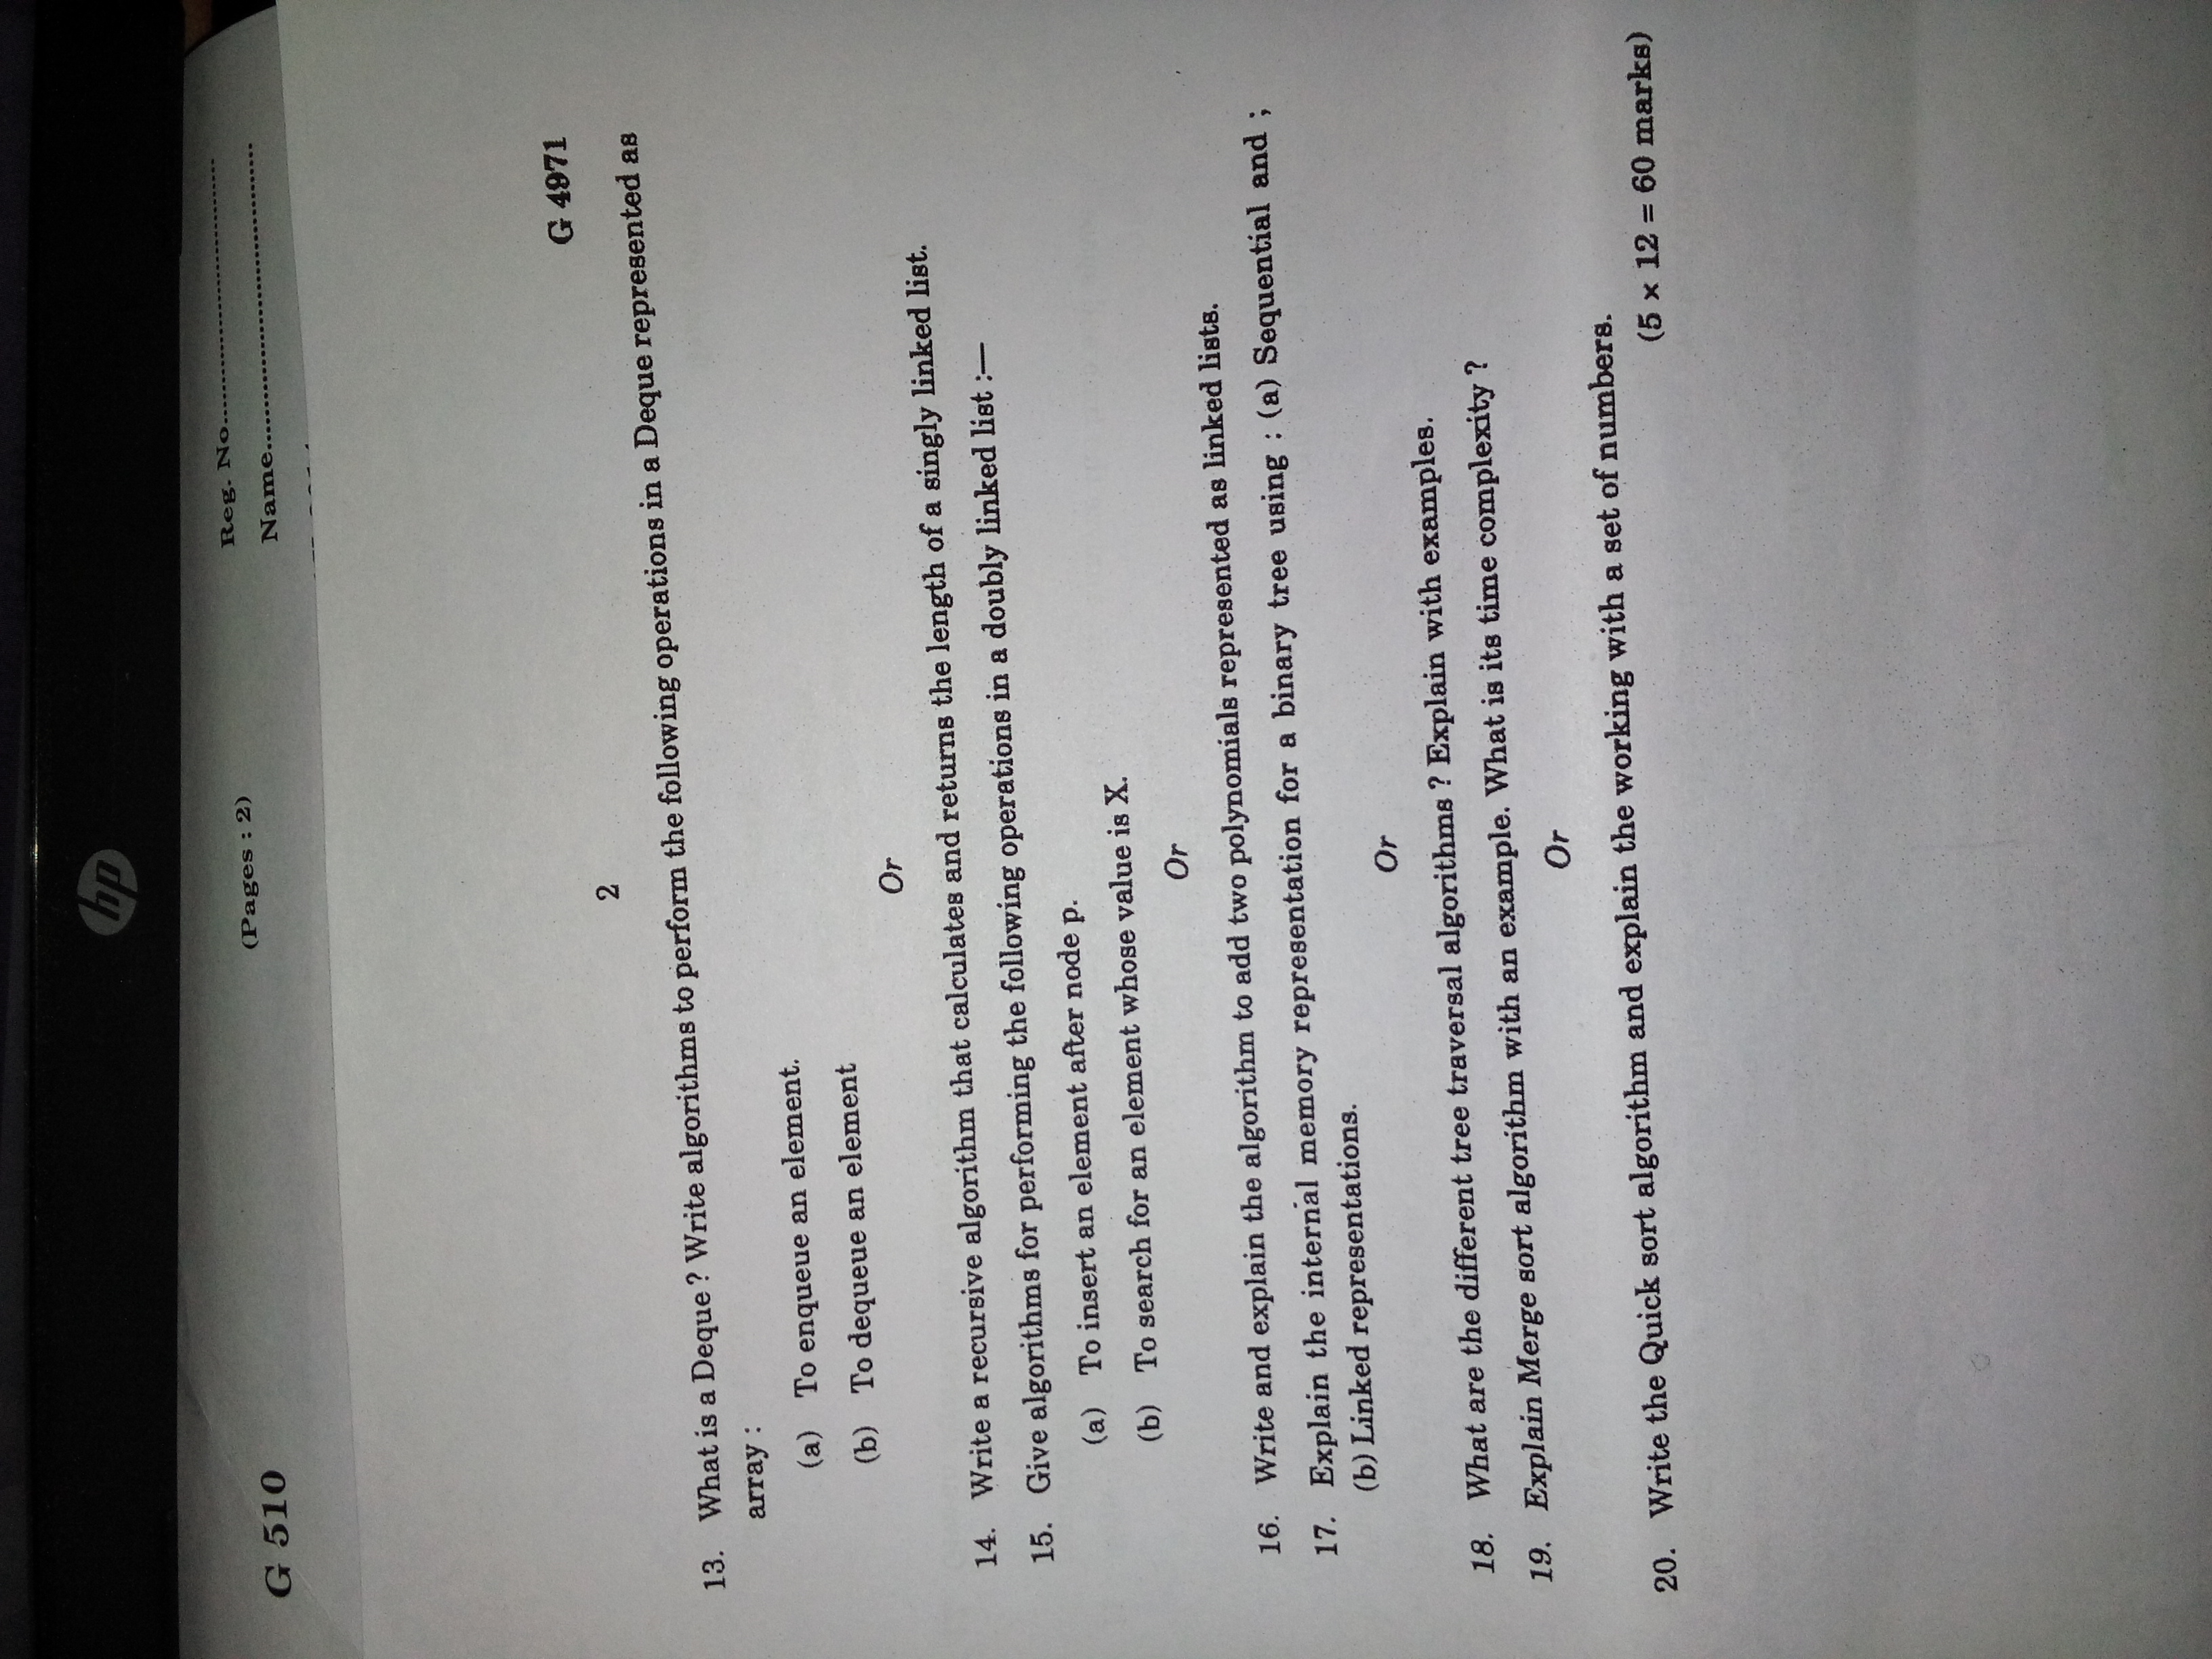 hp
G 510 (Pages : 2) Reg. No...............................
Name...............................
G 4971
2
13. What is a Deque ? Write algorithms to perform the following operations in a Deque represented as
array :
(a) To enqueue an element.
(b) To dequeue an element
Or
14. Write a recursive algorithm that calculates and returns the length of a singly linked list.
15. Give algorithms for performing the following operations in a doubly linked list :—
(a) To insert an element after node p.
(b) To search for an element whose value is X.
Or
16. Write and explain the algorithm to add two polynomials represented as linked lists.
17. Explain the internal memory representation for a binary tree using : (a) Sequential and ;
(b) Linked representations.
Or
18. What are the different tree traversal algorithms ? Explain with examples.
19. Explain Merge sort algorithm with an example. What is its time complexity ?
Or
20. Write the Quick sort algorithm and explain the working with a set of numbers.
(5 × 12 = 60 marks)